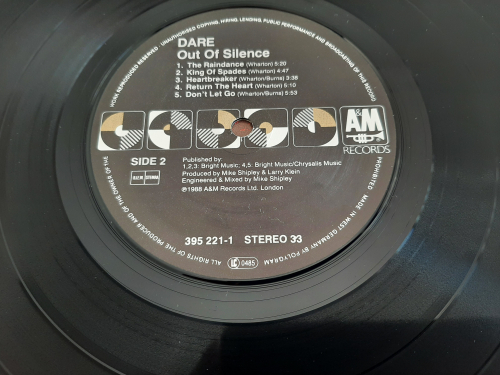 DARE
Out Of Silence
1. The Raindance (Wharton) 5:20
2. King Of Spades (Wharton) 4:47
3. Heartbreaker (Wharton/Burns) 3:36
4. Return The Heart (Wharton) 5:10
5. Don't Let Go (Wharton/Burns) 5:53
A&M
RECORDS
SIDE 2
Published by:
1,2,3: Bright Music; 4,5: Bright Music/Chrysalis Music
Produced by Mike Shipley & Larry Klein
Engineered & Mixed by Mike Shipley
℗1988 A&M Records Ltd. London
395 221-1 STEREO 33
LC 0485
ALL RIGHTS OF THE PRODUCER AND OF THE OWNER OF THE WORK REPRODUCED RESERVED UNAUTHORISED COPYING, HIRING, LENDING, PUBLIC PERFORMANCE AND BROADCASTING OF THIS RECORD PROHIBITED MADE IN WEST GERMANY BY POLYGRAM